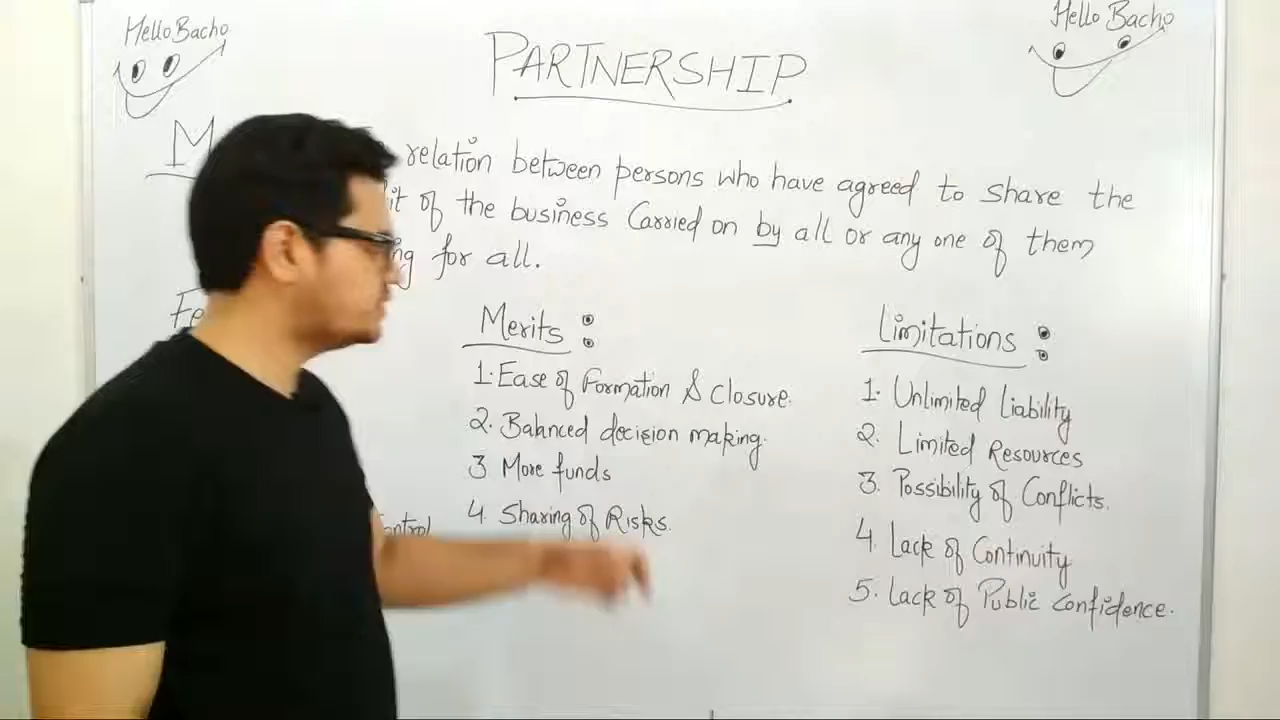 Hello Bacho
Hello Bacho
PARTNERSHIP
relation between persons who have agreed to share the
of the business Carried on by all or any one of them
for all.
Merits :
1. Ease of Formation & Closure.
2. Balanced decision making.
3 More funds
4. Sharing of Risks.
Limitations :
1. Unlimited Liability
2. Limited Resources
3. Possibility of Conflicts.
4. Lack of Continuity
5. Lack of Public Confidence.